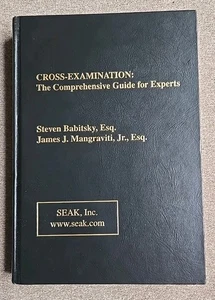 CROSS-EXAMINATION:
The Comprehensive Guide for Experts
Steven Babitsky, Esq.
James J. Mangraviti, Jr., Esq.
SEAK, Inc.
www.seak.com